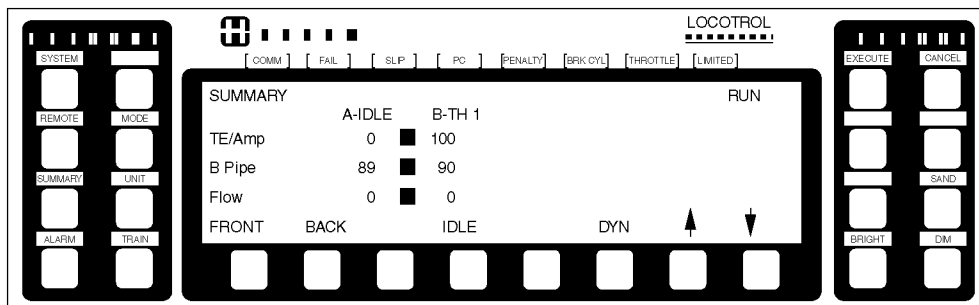 LOCOTROL
SYSTEM
EXECUTE CANCEL
[COMM] [FAIL] [SLIP] [PC] [PENALTY] [BRK CYL] [THROTTLE] [LIMITED]
SUMMARY RUN
A-IDLE B-TH 1
REMOTE MODE
TE/Amp 0 100
B Pipe 89 90
SUMMARY UNIT
SAND
Flow 0 0
FRONT BACK IDLE DYN
ALARM TRAIN
BRIGHT DIM